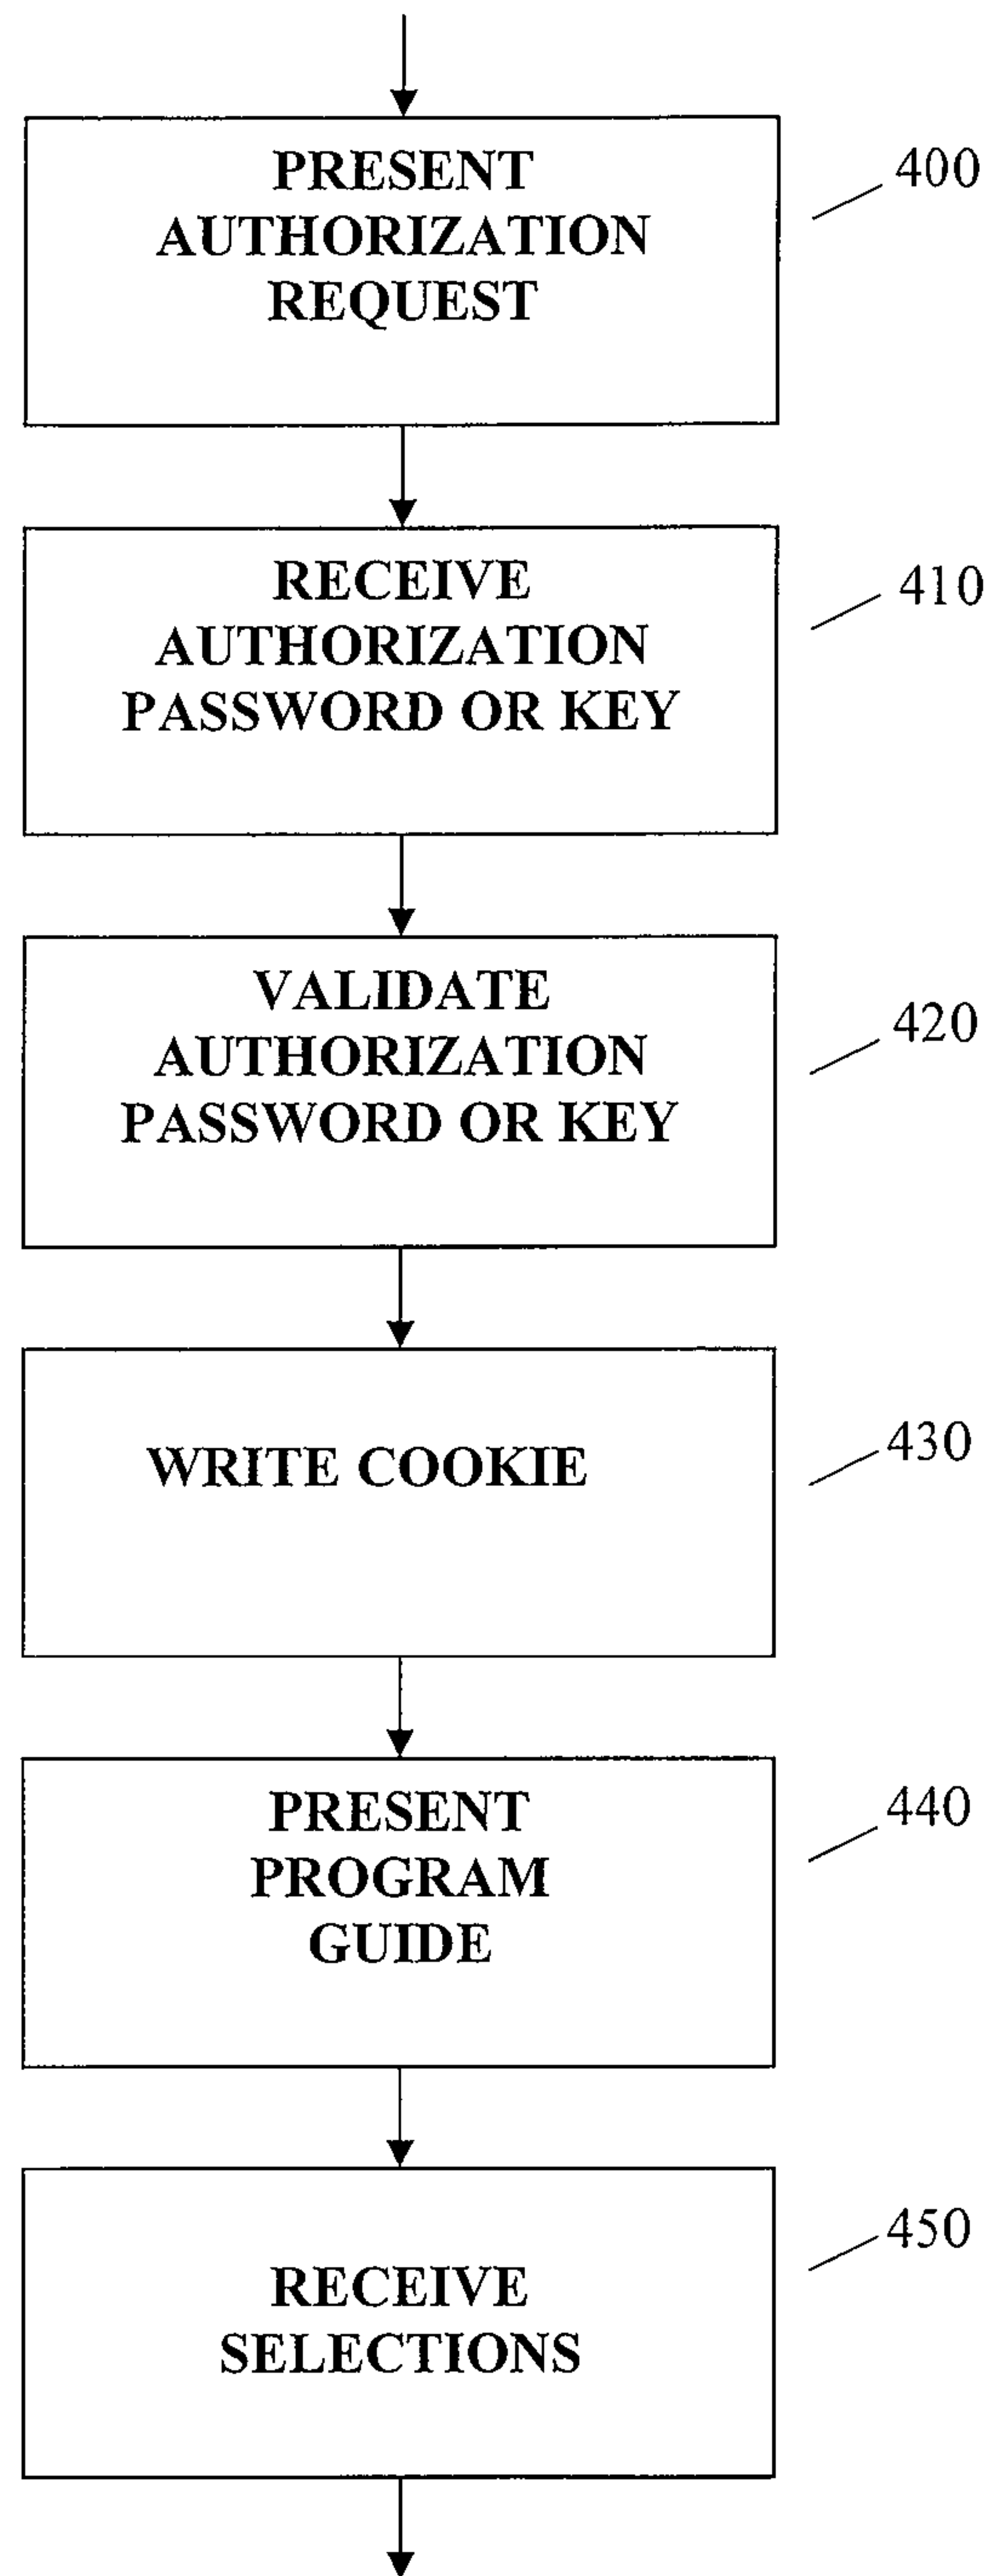 PRESENT
AUTHORIZATION
REQUEST
400
RECEIVE
AUTHORIZATION
PASSWORD OR KEY
410
VALIDATE
AUTHORIZATION
PASSWORD OR KEY
420
WRITE COOKIE
430
PRESENT
PROGRAM
GUIDE
440
RECEIVE
SELECTIONS
450